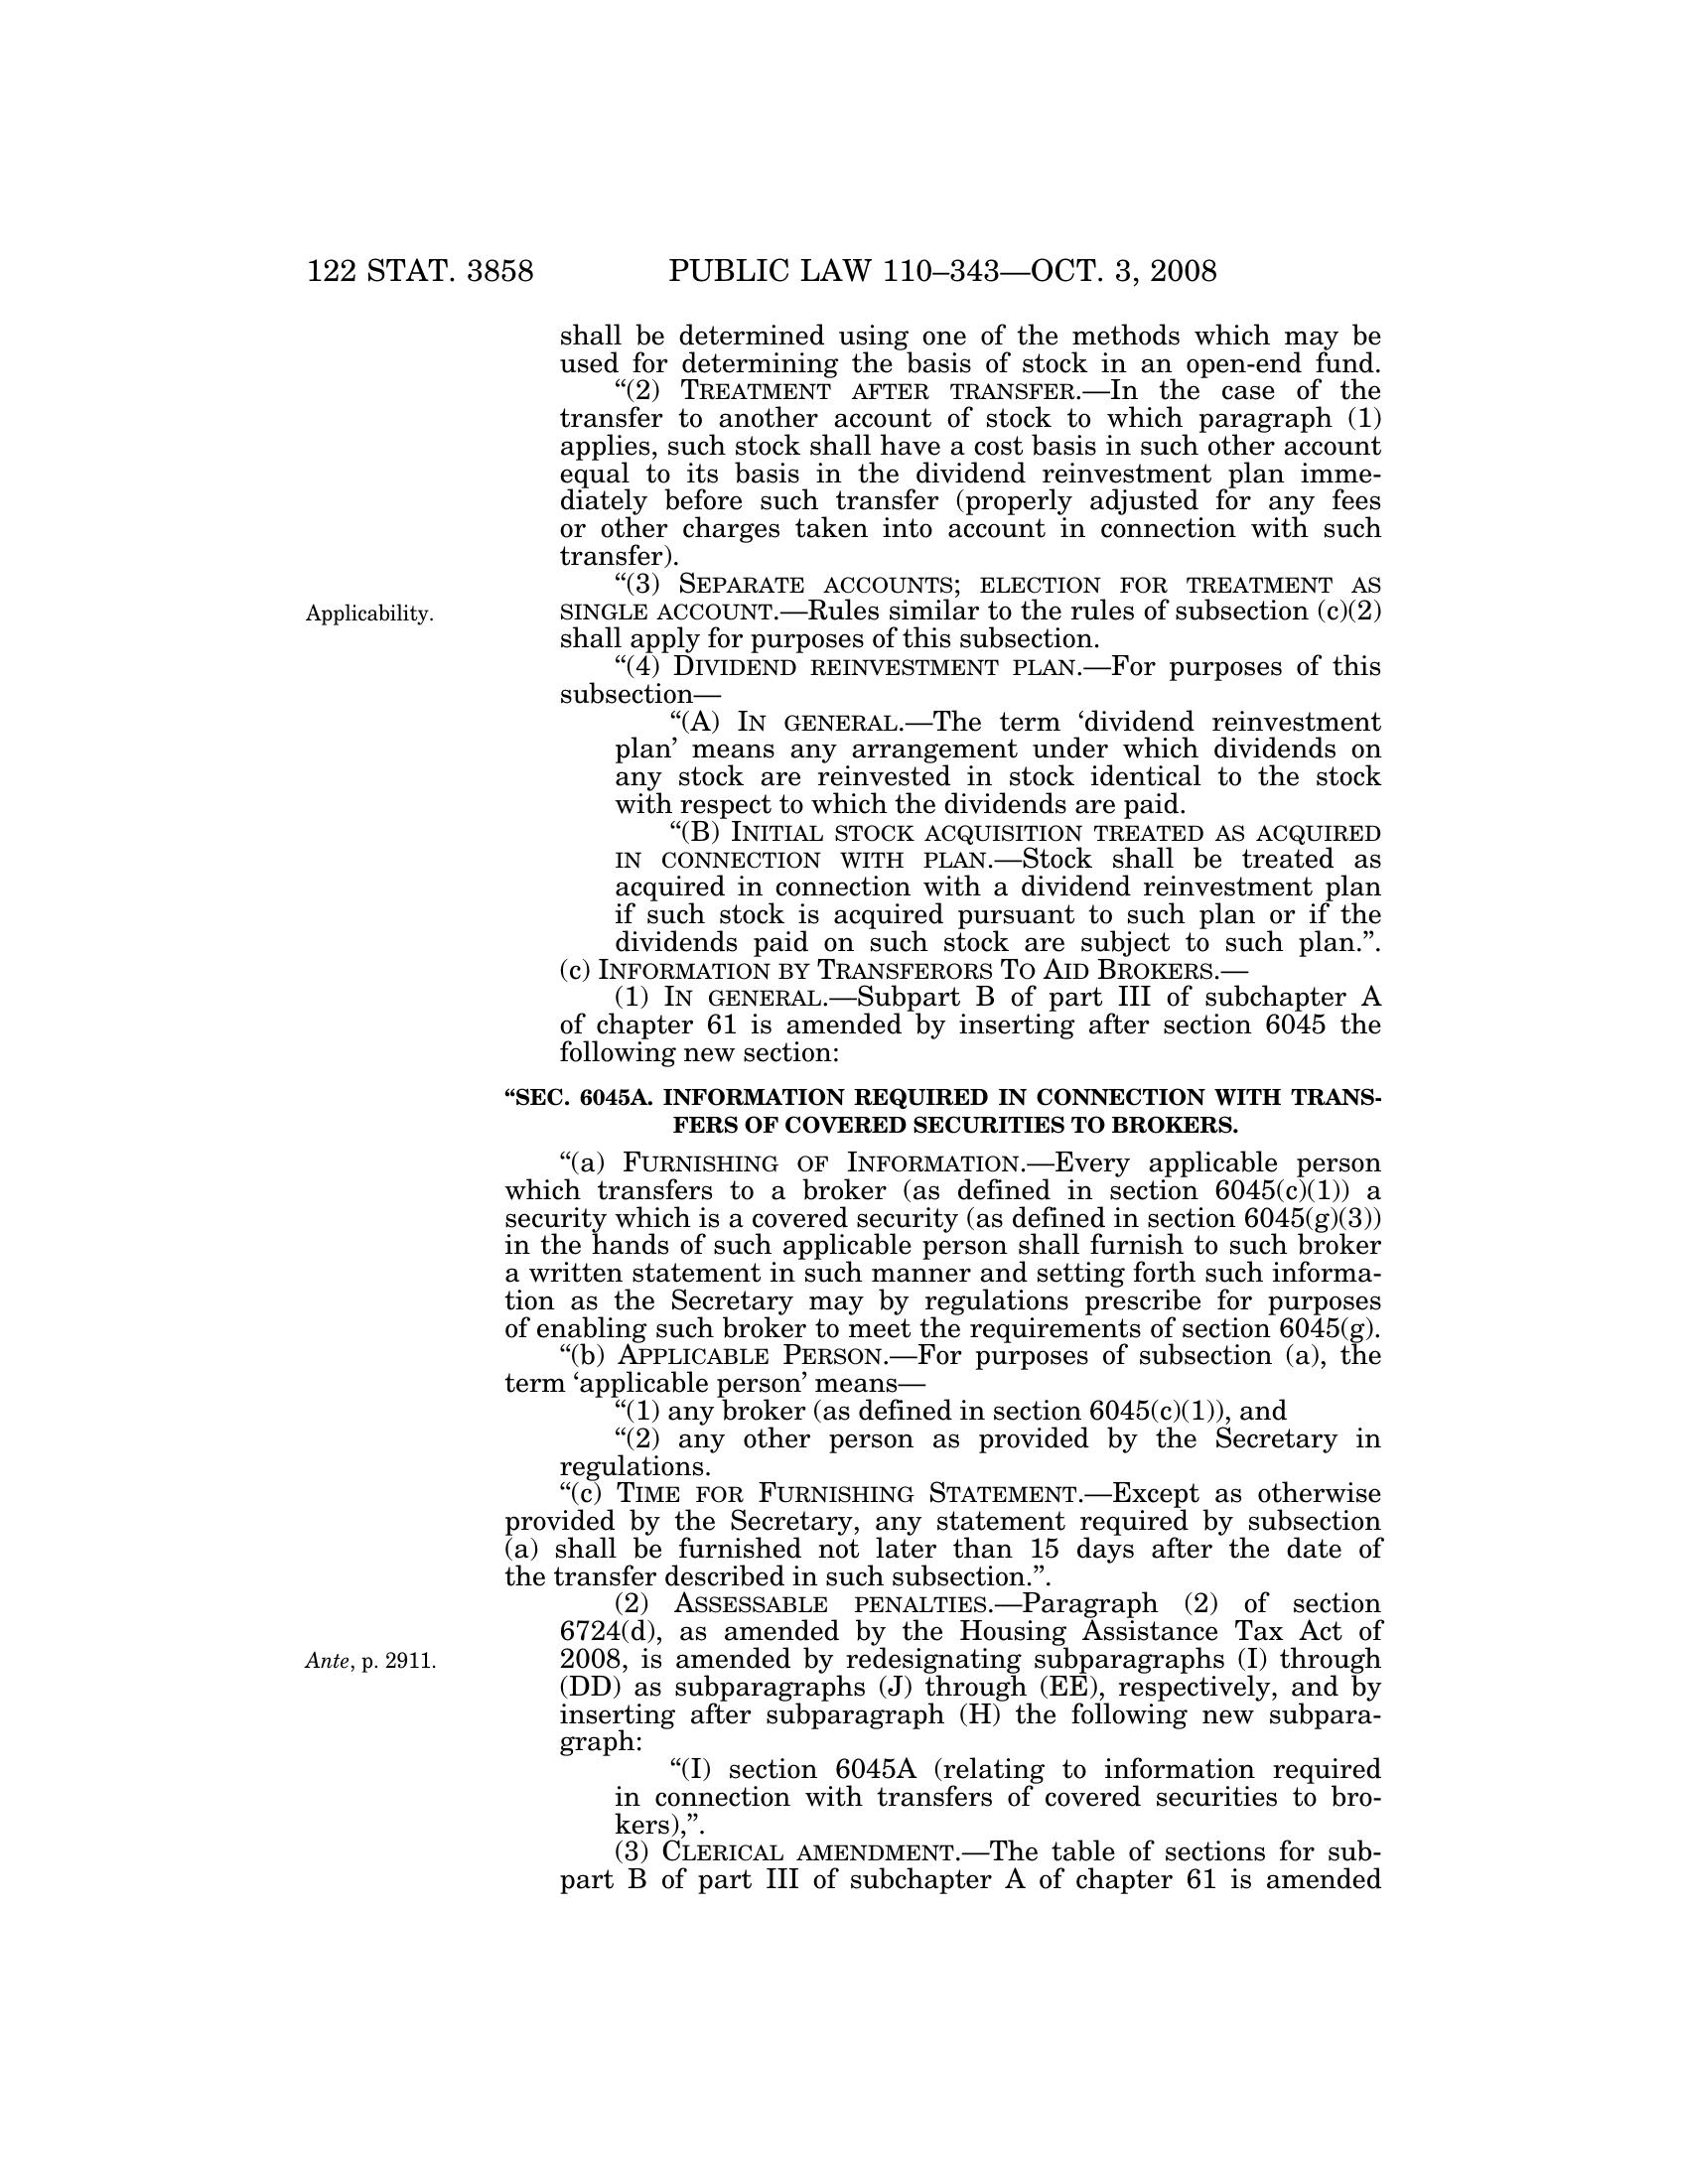 122 STAT. 3858 PUBLIC LAW 110–343—OCT. 3, 2008
shall be determined using one of the methods which may be
used for determining the basis of stock in an open-end fund.
“(2) TREATMENT AFTER TRANSFER.—In the case of the
transfer to another account of stock to which paragraph (1)
applies, such stock shall have a cost basis in such other account
equal to its basis in the dividend reinvestment plan imme-
diately before such transfer (properly adjusted for any fees
or other charges taken into account in connection with such
transfer).
“(3) SEPARATE ACCOUNTS; ELECTION FOR TREATMENT AS
Applicability.
SINGLE ACCOUNT.—Rules similar to the rules of subsection (c)(2)
shall apply for purposes of this subsection.
“(4) DIVIDEND REINVESTMENT PLAN.—For purposes of this
subsection—
“(A) IN GENERAL.—The term ‘dividend reinvestment
plan’ means any arrangement under which dividends on
any stock are reinvested in stock identical to the stock
with respect to which the dividends are paid.
“(B) INITIAL STOCK ACQUISITION TREATED AS ACQUIRED
IN CONNECTION WITH PLAN.—Stock shall be treated as
acquired in connection with a dividend reinvestment plan
if such stock is acquired pursuant to such plan or if the
dividends paid on such stock are subject to such plan.”.
(c) INFORMATION BY TRANSFERORS TO AID BROKERS.—
(1) IN GENERAL.—Subpart B of part III of subchapter A
of chapter 61 is amended by inserting after section 6045 the
following new section:
“SEC. 6045A. INFORMATION REQUIRED IN CONNECTION WITH TRANS-
FERS OF COVERED SECURITIES TO BROKERS.
“(a) FURNISHING OF INFORMATION.—Every applicable person
which transfers to a broker (as defined in section 6045(c)(1)) a
security which is a covered security (as defined in section 6045(g)(3))
in the hands of such applicable person shall furnish to such broker
a written statement in such manner and setting forth such informa-
tion as the Secretary may by regulations prescribe for purposes
of enabling such broker to meet the requirements of section 6045(g).
“(b) APPLICABLE PERSON.—For purposes of subsection (a), the
term ‘applicable person’ means—
“(1) any broker (as defined in section 6045(c)(1)), and
“(2) any other person as provided by the Secretary in
regulations.
“(c) TIME FOR FURNISHING STATEMENT.—Except as otherwise
provided by the Secretary, any statement required by subsection
(a) shall be furnished not later than 15 days after the date of
the transfer described in such subsection.”.
(2) ASSESSABLE PENALTIES.—Paragraph (2) of section
6724(d), as amended by the Housing Assistance Tax Act of
Ante, p. 2911.
2008, is amended by redesignating subparagraphs (I) through
(DD) as subparagraphs (J) through (EE), respectively, and by
inserting after subparagraph (H) the following new subpara-
graph:
“(I) section 6045A (relating to information required
in connection with transfers of covered securities to bro-
kers),”.
(3) CLERICAL AMENDMENT.—The table of sections for sub-
part B of part III of subchapter A of chapter 61 is amended